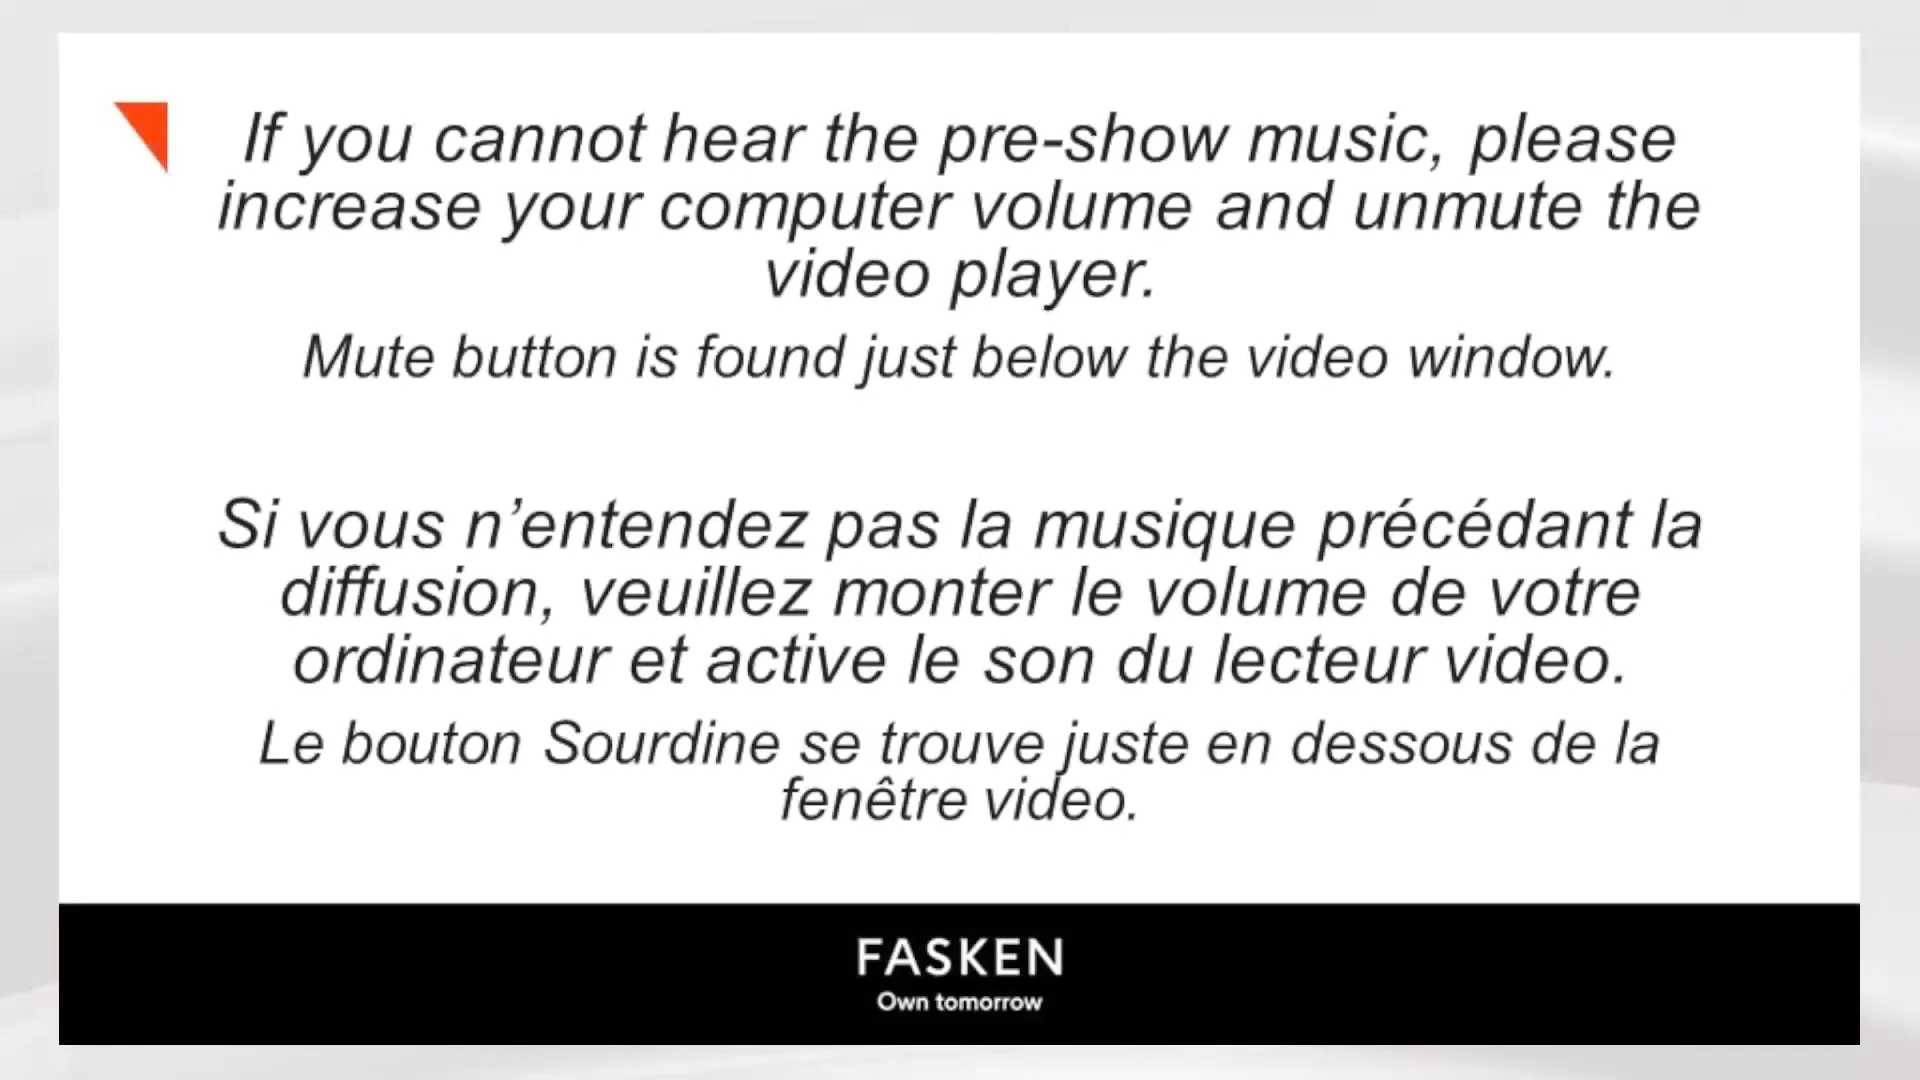 If you cannot hear the pre-show music, please
increase your computer volume and unmute the
video player.
Mute button is found just below the video window.
Si vous n’entendez pas la musique précédant la
diffusion, veuillez monter le volume de votre
ordinateur et active le son du lecteur video.
Le bouton Sourdine se trouve juste en dessous de la
fenêtre video.
FASKEN
Own tomorrow